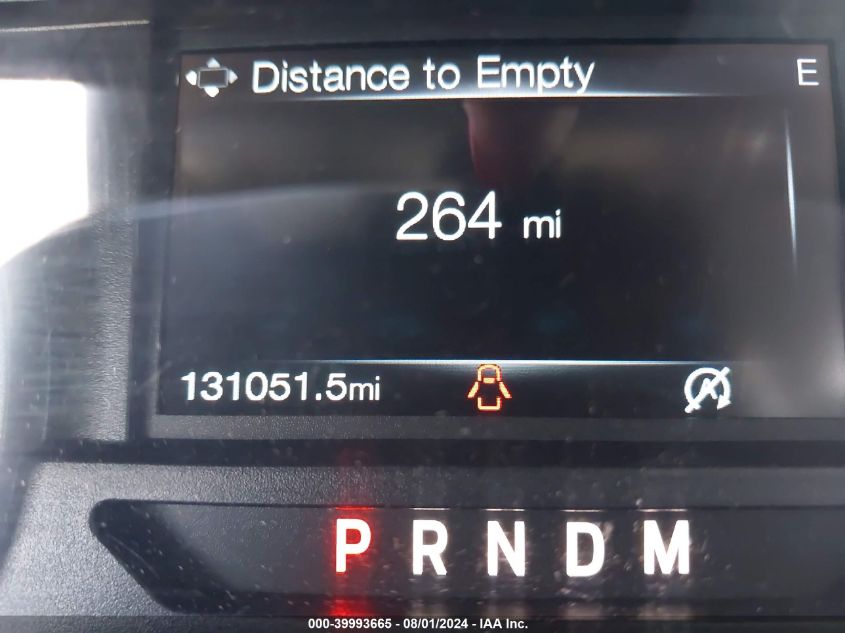 Distance to Empty E
264 mi
131051.5mi
P R N D M
000-39993665 - 08/01/2024 - IAA Inc.